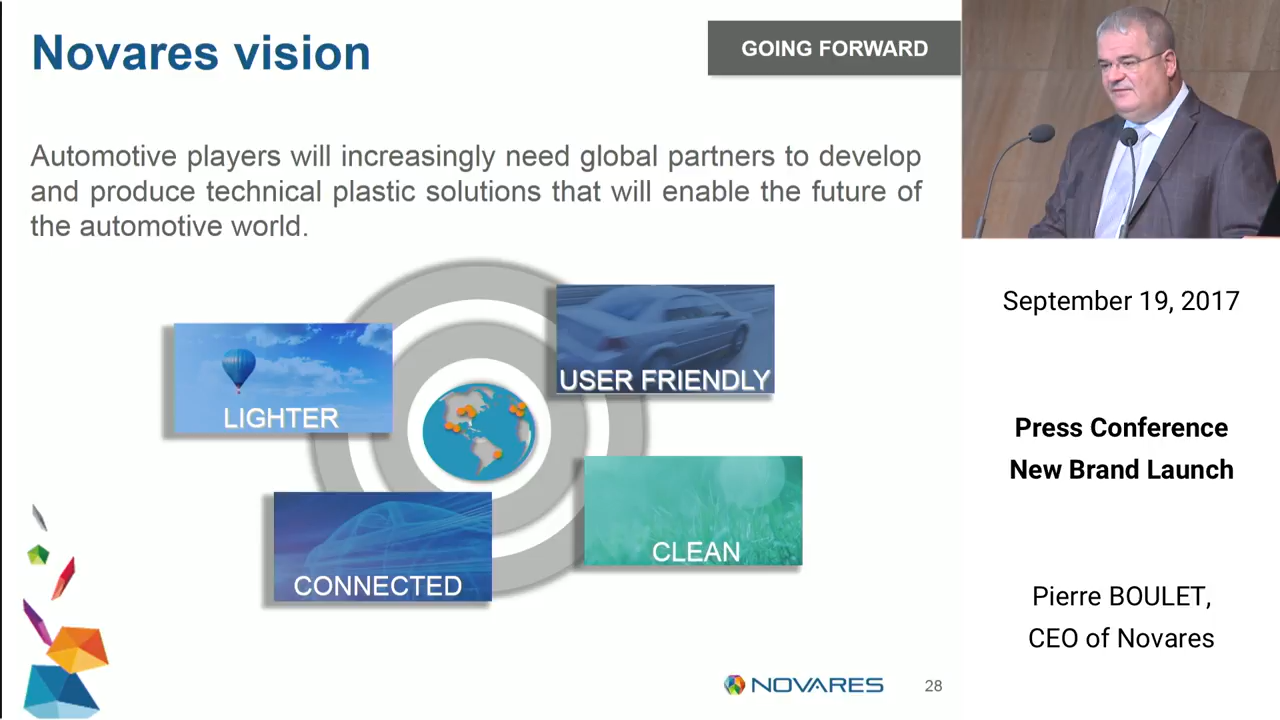 Novares vision
GOING FORWARD
Automotive players will increasingly need global partners to develop
and produce technical plastic solutions that will enable the future of
the automotive world.
LIGHTER
USER FRIENDLY
CONNECTED
CLEAN
NOVARES
28
September 19, 2017
Press Conference
New Brand Launch
Pierre BOULET,
CEO of Novares